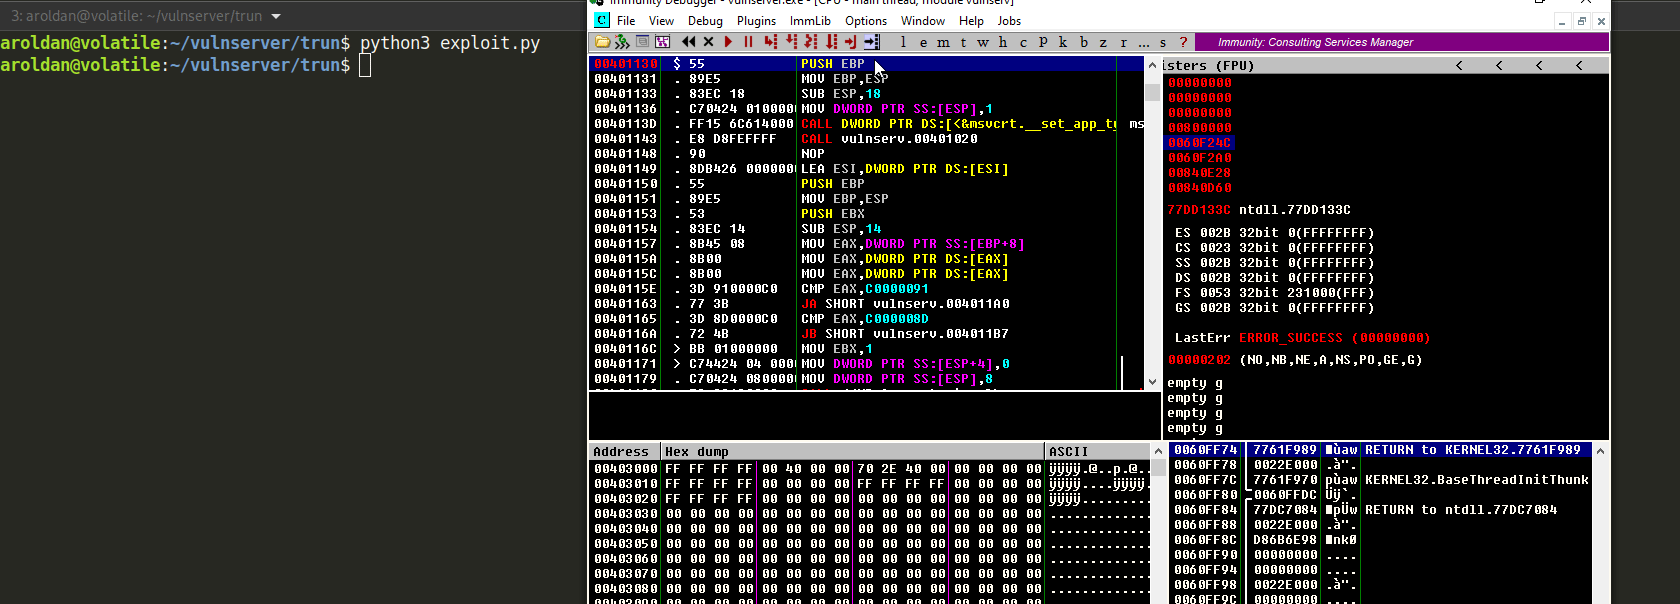 3: aroldan@volatile: ~/vulnserver/trun
aroldan@volatile:~/vulnserver/trun$ python3 exploit.py
aroldan@volatile:~/vulnserver/trun$
Immunity Debugger - vulnserver.exe - [CPU - main thread, module vulnserv]
C File View Debug Plugins ImmLib Options Window Help Jobs
l e m t w h c P k b z r ... s ? Immunity: Consulting Services Manager
00401130 $ 55 PUSH EBP
00401131 . 89E5 MOV EBP,ESP
00401133 . 83EC 18 SUB ESP,18
00401136 . C70424 010000 MOV DWORD PTR SS:[ESP],1
0040113D . FF15 6C614000 CALL DWORD PTR DS:[<&msvcrt.__set_app_ty ms
00401143 . E8 D8FEFFFF CALL vulnserv.00401020
00401148 . 90 NOP
00401149 . 8DB426 000000 LEA ESI,DWORD PTR DS:[ESI]
00401150 . 55 PUSH EBP
00401151 . 89E5 MOV EBP,ESP
00401153 . 53 PUSH EBX
00401154 . 83EC 14 SUB ESP,14
00401157 . 8B45 08 MOV EAX,DWORD PTR SS:[EBP+8]
0040115A . 8B00 MOV EAX,DWORD PTR DS:[EAX]
0040115C . 8B00 MOV EAX,DWORD PTR DS:[EAX]
0040115E . 3D 910000C0 CMP EAX,C0000091
00401163 . 77 3B JA SHORT vulnserv.004011A0
00401165 . 3D 8D0000C0 CMP EAX,C000008D
0040116A . 72 4B JB SHORT vulnserv.004011B7
0040116C > BB 01000000 MOV EBX,1
00401171 > C74424 04 0000 MOV DWORD PTR SS:[ESP+4],0
00401179 . C70424 080000 MOV DWORD PTR SS:[ESP],8
isters (FPU) < < < <
00000000
00000000
00000000
00800000
0060F24C
0060F2A0
00840E28
00840D60
77DD133C ntdll.77DD133C
ES 002B 32bit 0(FFFFFFFF)
CS 0023 32bit 0(FFFFFFFF)
SS 002B 32bit 0(FFFFFFFF)
DS 002B 32bit 0(FFFFFFFF)
FS 0053 32bit 231000(FFF)
GS 002B 32bit 0(FFFFFFFF)
LastErr ERROR_SUCCESS (00000000)
00000202 (NO,NB,NE,A,NS,PO,GE,G)
empty g
empty g
empty g
empty g
Address Hex dump ASCII
00403000 FF FF FF FF 00 40 00 00 70 2E 40 00 00 00 00 00 ÿÿÿÿ.@..p.@..
00403010 FF FF FF FF 00 00 00 00 FF FF FF FF 00 00 00 00 ÿÿÿÿ....ÿÿÿÿ.
00403020 FF FF FF FF 00 00 00 00 00 00 00 00 00 00 00 00 ÿÿÿÿ.........
00403030 00 00 00 00 00 00 00 00 00 00 00 00 00 00 00 00 .............
00403040 00 00 00 00 00 00 00 00 00 00 00 00 00 00 00 00 .............
00403050 00 00 00 00 00 00 00 00 00 00 00 00 00 00 00 00 .............
00403060 00 00 00 00 00 00 00 00 00 00 00 00 00 00 00 00 .............
00403070 00 00 00 00 00 00 00 00 00 00 00 00 00 00 00 00 .............
00403080 00 00 00 00 00 00 00 00 00 00 00 00 00 00 00 00 .............
00403090 00 00 00 00 00 00 00 00 00 00 00 00 00 00 00 00 .............
0060FF74 7761F989 ùaw RETURN to KERNEL32.7761F989
0060FF78 0022E000 .à".
0060FF7C 7761F970 pùaw KERNEL32.BaseThreadInitThunk
0060FF80 0060FFDC Üÿ`.
0060FF84 77DC7084 pÜw RETURN to ntdll.77DC7084
0060FF88 0022E000 .à".
0060FF8C D86B6E98 nkØ
0060FF90 00000000 ....
0060FF94 00000000 ....
0060FF98 0022E000 .à".
0060FF9C 00000000 ....